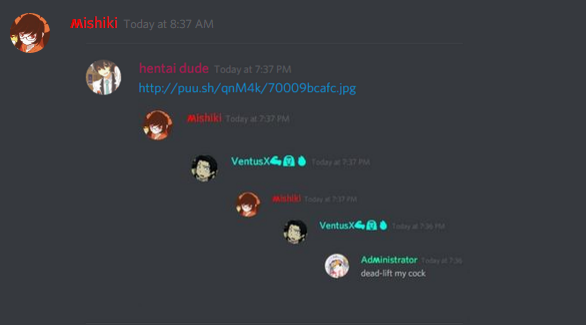 Mishiki Today at 8:37 AM
hentai dude Today at 7:37 PM
http://puu.sh/qnM4k/70009bcafc.jpg
Mishiki Today at 7:37 PM
VentusX Today at 7:37 PM
Mishiki Today at 7:37 PM
VentusX Today at 7:36 PM
Administrator Today at 7:36
dead-lift my cock